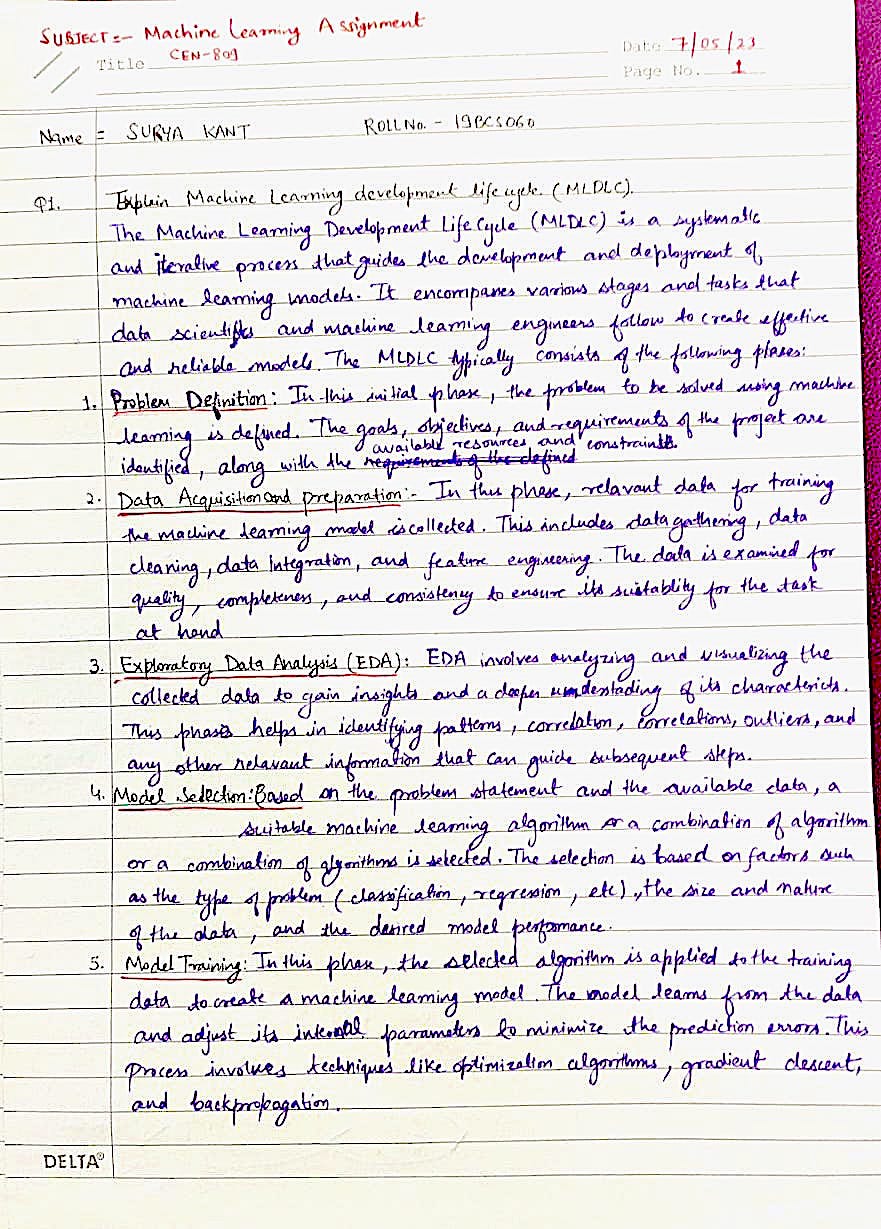 SUBJECT:- Machine Learning Assignment
Title CEN-809
Date 7/05/23
Page No. 1
Name = SURYA KANT ROLL No. - 19BCS060
Q1. Explain Machine Learning development life cycle (MLDLC).
The Machine Learning Development Life Cycle (MLDLC) is a systematic
and iterative process that guides the development and deployment of
machine learning models. It encompasses various stages and tasks that
data scientists and machine learning engineers follow to create effective
and reliable models. The MLDLC typically consists of the following phases:
1. Problem Definition: In this initial phase, the problem to be solved using machine
learning is defined. The goals, objectives, and requirements of the project are
available resources and constraints.
identified, along with the requirements of the defined
2. Data Acquisition and preparation:- In this phase, relavant data for training
the machine learning model is collected. This includes data gathering, data
cleaning, data Integration, and feature engineering. The data is examined for
quality, completeness, and consistency to ensure its suistablity for the task
at hand
3. Exploratory Data Analysis (EDA): EDA involves analyzing and visualizing the
collected data to gain insights and a deeper understading of its charactericts.
This phase helps in identifying patterns, correlation, correlations, outliers, and
any other relavant information that can guide subsequent steps.
4. Model Selection: Based on the problem statement and the available data, a
suitable machine learning algorithm or a combination of algorithm
or a combination of algorithms is selected. The selection is based on factors such
as the type of problem (classification, regression, etc), the size and nature
of the data, and the desired model performance.
5. Model Training: In this phase, the selected algorithm is applied to the training
data to create a machine learning model. The model learns from the data
and adjust its internal parameters to minimize the prediction errors. This
process involves techniques like optimization algorithms, gradient descent,
and backpropagation.
DELTA®